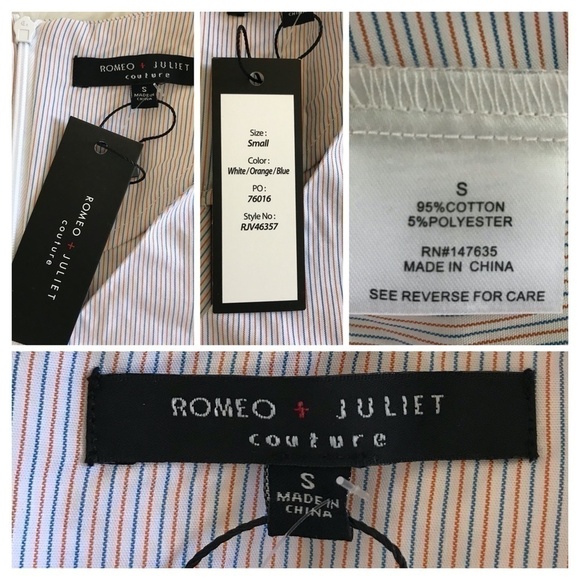 ROMEO + JULIET
couture
S
MADE IN
CHINA
ROMEO + JULIET
couture
Size :
Small
Color :
White/Orange/Blue
PO :
76016
Style No :
RJV46357
S
95%COTTON
5%POLYESTER
RN#147635
MADE IN CHINA
SEE REVERSE FOR CARE
ROMEO + JULIET
couture
S
MADE IN
CHINA